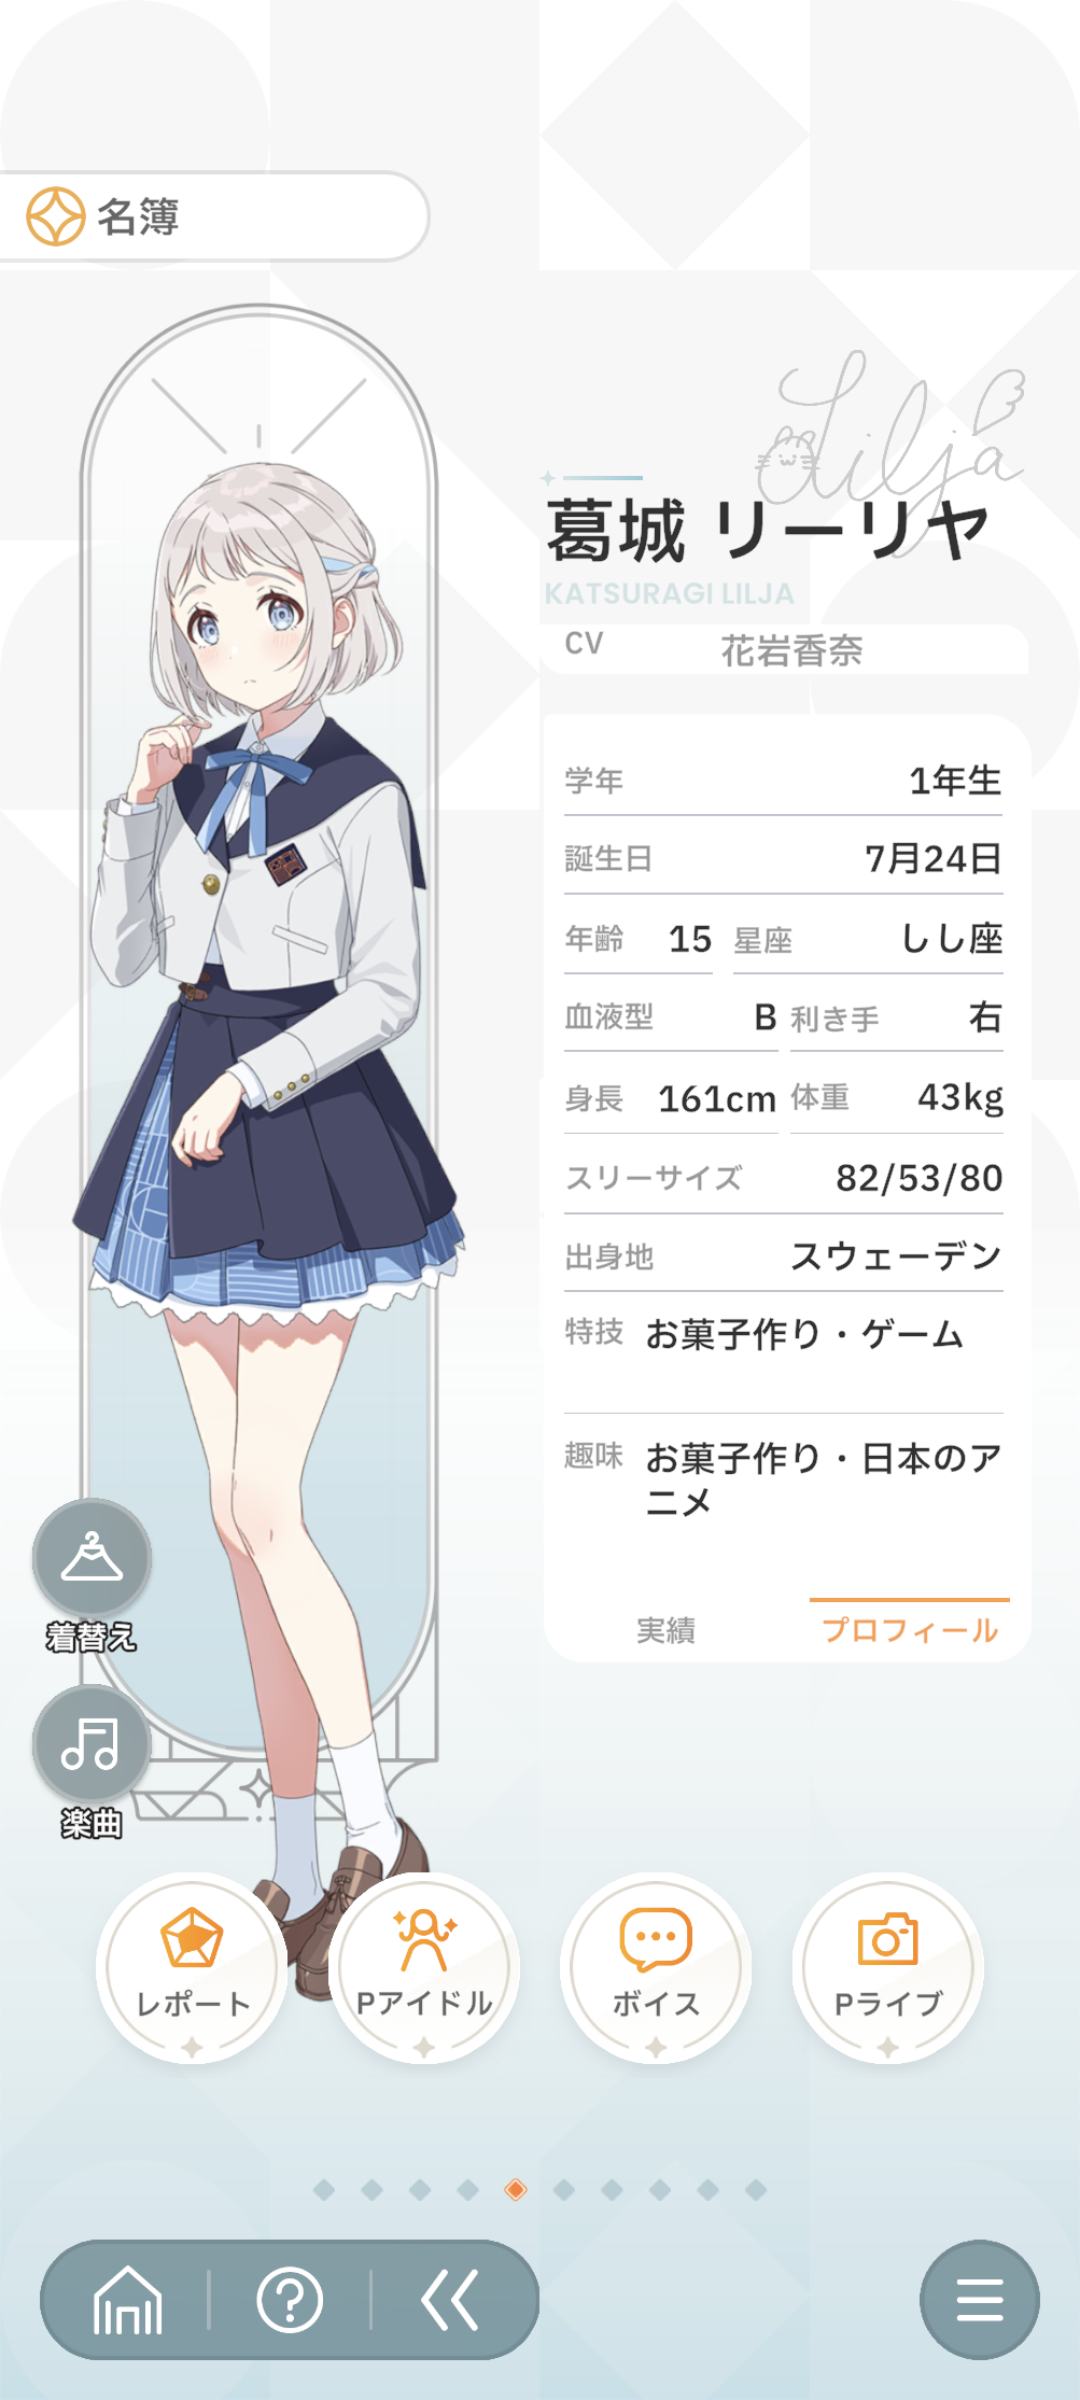 名簿
Lilja
葛城 リーリヤ
KATSURAGI LILJA
CV 花岩香奈
学年 1年生
誕生日 7月24日
年齢 15 星座 しし座
血液型 B 利き手 右
身長 161cm 体重 43kg
スリーサイズ 82/53/80
出身地 スウェーデン
特技 お菓子作り・ゲーム
趣味 お菓子作り・日本のア
ニメ
実績 プロフィール
着替え
楽曲
レポート Pアイドル ボイス Pライブ